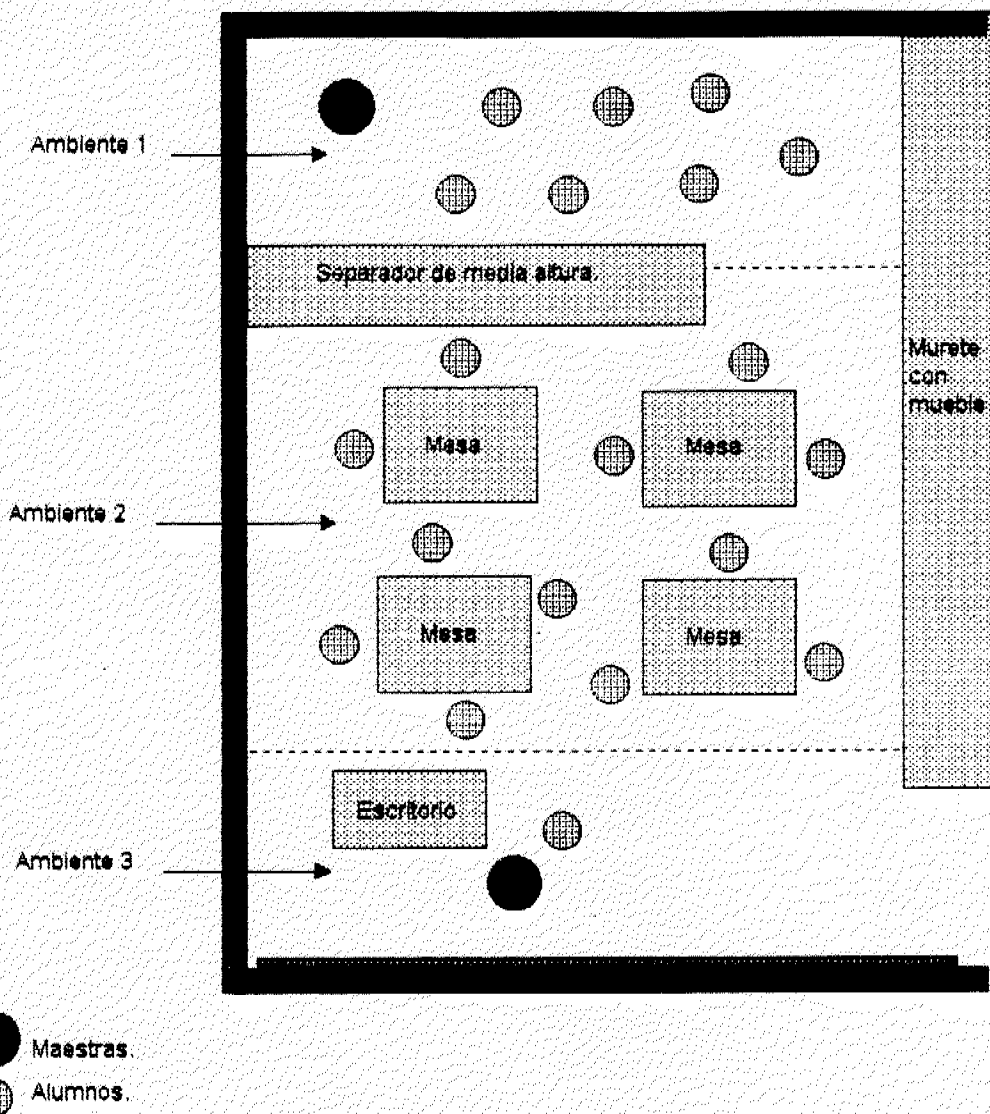 Ambiente 1
Separador de media altura.
Murete
con
mueble
Mesa
Mesa
Ambiente 2
Mesa
Mesa
Escritorio
Ambiente 3
Maestras.
Alumnos.